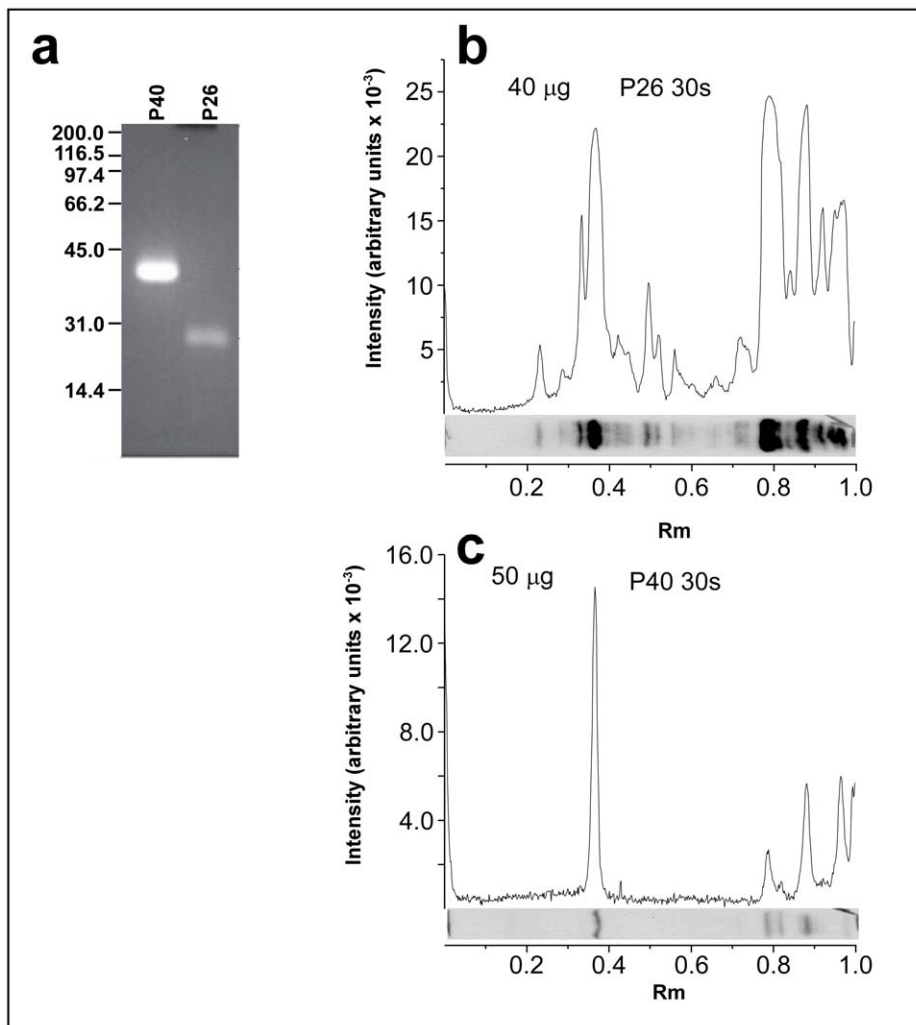 a
P40 P26
200.0
116.5
97.4
66.2
45.0
31.0
14.4
b
40 μg P26 30s
Intensity (arbitrary units x 10⁻³)
25
20
15
10
5
0.2 0.4 0.6 0.8 1.0
Rm
c
50 μg P40 30s
Intensity (arbitrary units x 10⁻³)
16.0
12.0
8.0
4.0
0.2 0.4 0.6 0.8 1.0
Rm